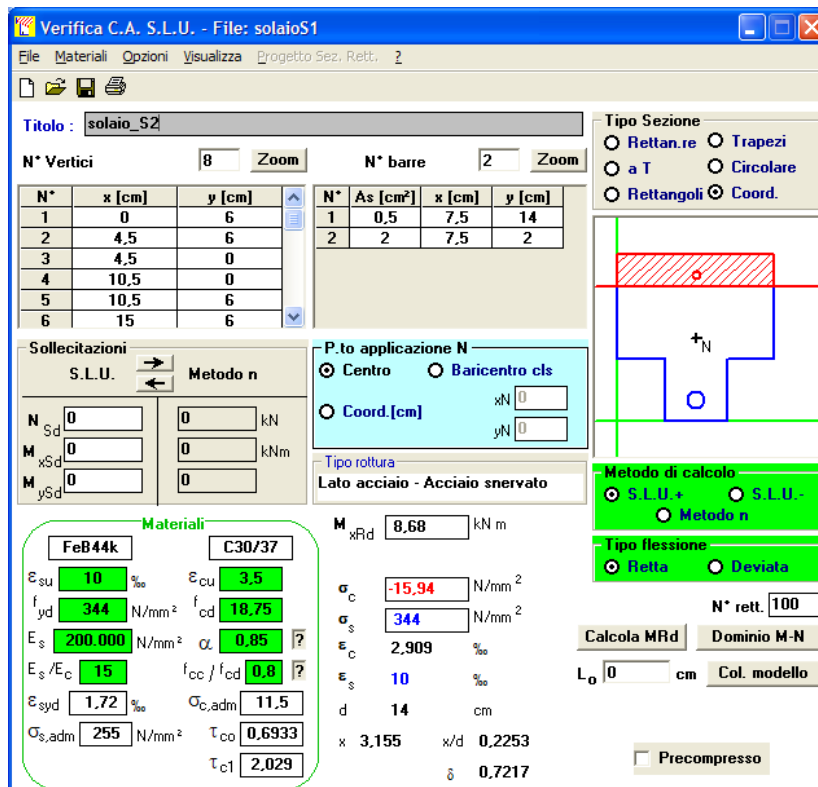 Verifica C.A. S.L.U. - File: solaioS1
File Materiali Opzioni Visualizza Progetto Sez. Rett. ?
Titolo : solaio_S2
N° Vertici 8 Zoom N° barre 2 Zoom
N° x [cm] y [cm]
1 0 6
2 4,5 6
3 4,5 0
4 10,5 0
5 10,5 6
6 15 6
N° As [cm²] x [cm] y [cm]
1 0,5 7,5 14
2 2 7,5 2
Tipo Sezione
Rettan.re Trapezi
a T Circolare
Rettangoli Coord.
N
Sollecitazioni
S.L.U. Metodo n
N Sd 0 0 kN
M xSd 0 0 kNm
M ySd 0 0
P.to applicazione N
Centro Baricentro cls
Coord.[cm] xN 0
yN 0
Tipo rottura
Lato acciaio - Acciaio snervato
Metodo di calcolo
S.L.U.+ S.L.U.-
Metodo n
Tipo flessione
Retta Deviata
N° rett. 100
Calcola MRd Dominio M-N
L o 0 cm Col. modello
Precompresso
Materiali
FeB44k C30/37
εsu 10 ‰ εcu 3,5
fyd 344 N/mm² fcd 18,75
Es 200.000 N/mm² α 0,85 ?
Es/Ec 15 fcc / fcd 0,8 ?
εsyd 1,72 ‰ σc,adm 11,5
σs,adm 255 N/mm² τco 0,6933
τc1 2,029
M xRd 8,68 kN m
σc -15,94 N/mm²
σs 344 N/mm²
εc 2,909 ‰
εs 10 ‰
d 14 cm
x 3,155 x/d 0,2253
δ 0,7217